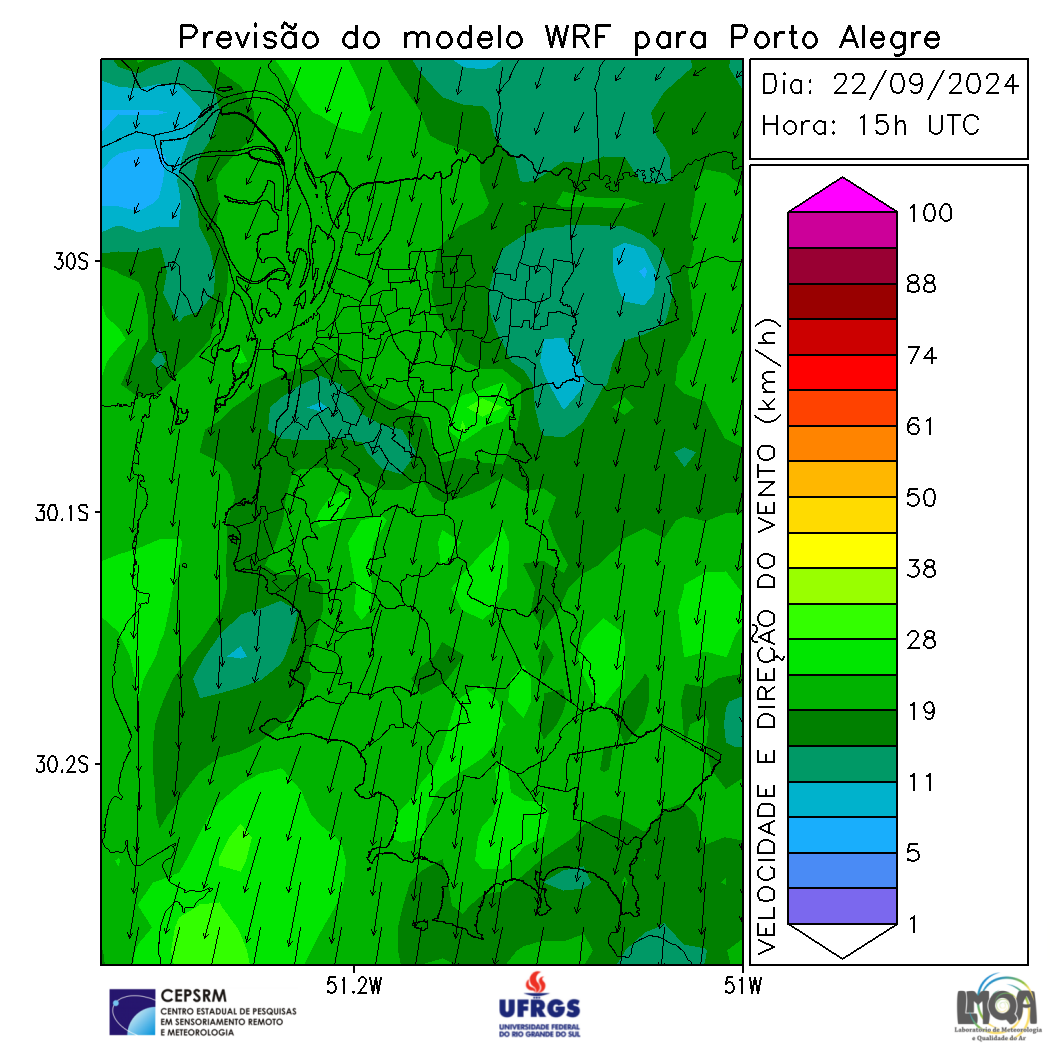 Previsão do modelo WRF para Porto Alegre
Dia: 22/09/2024
Hora: 15h UTC
30S
30.1S
30.2S
51.2W
51W
VELOCIDADE E DIREÇÃO DO VENTO (km/h)
100
88
74
61
50
38
28
19
11
5
1
CEPSRM
CENTRO ESTADUAL DE PESQUISAS
EM SENSORIAMENTO REMOTO
E METEOROLOGIA
UFRGS
UNIVERSIDADE FEDERAL
DO RIO GRANDE DO SUL
LMQA
Laboratório de Meteorologia
e Qualidade do Ar